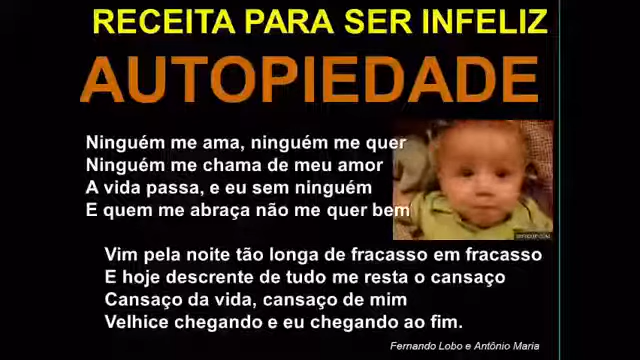 RECEITA PARA SER INFELIZ
AUTOPIEDADE
Ninguém me ama, ninguém me quer
Ninguém me chama de meu amor
A vida passa, e eu sem ninguém
E quem me abraça não me quer bem
Vim pela noite tão longa de fracasso em fracasso
E hoje descrente de tudo me resta o cansaço
Cansaço da vida, cansaço de mim
Velhice chegando e eu chegando ao fim.
Fernando Lobo e Antônio Maria